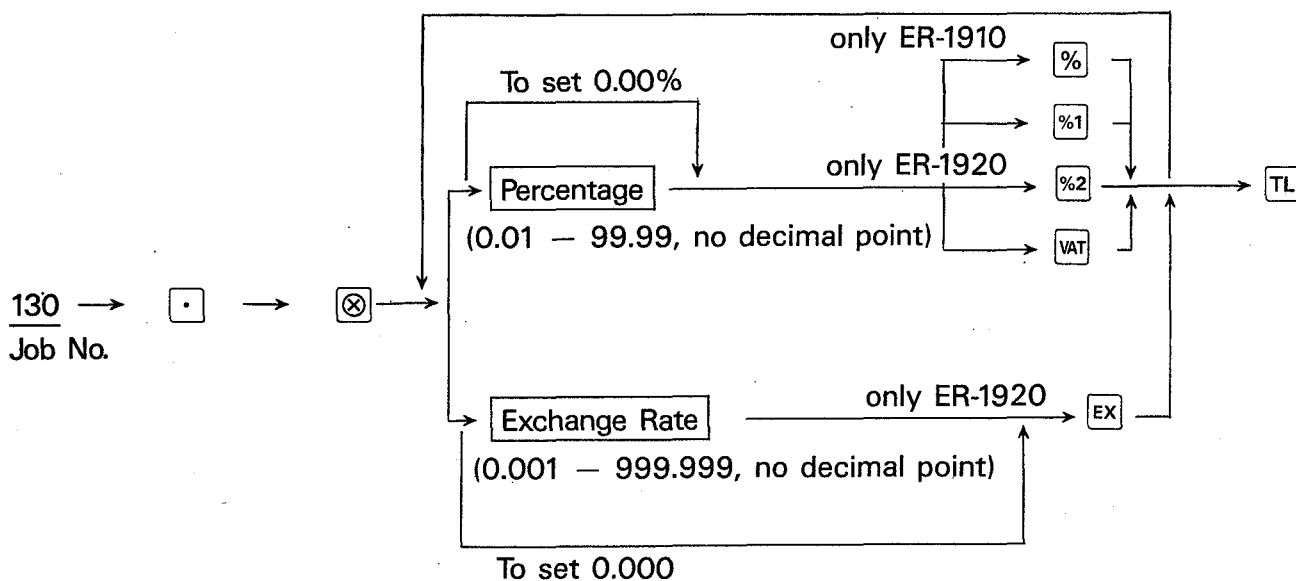 only ER-1910
%
To set 0.00%
%1
only ER-1920
Percentage
%2
TL
(0.01 — 99.99, no decimal point)
VAT
130
·
⊗
Job No.
only ER-1920
Exchange Rate
EX
(0.001 — 999.999, no decimal point)
To set 0.000